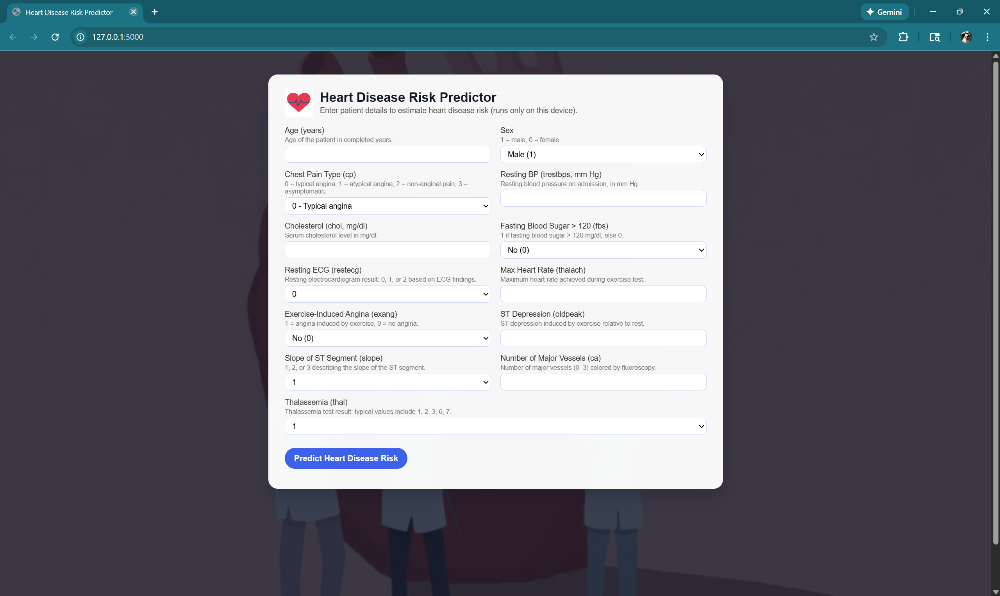 Heart Disease Risk Predictor
Gemini
127.0.0.1:5000
Heart Disease Risk Predictor
Enter patient details to estimate heart disease risk (runs only on this device).
Age (years)
Age of the patient in completed years.
Sex
1 = male, 0 = female.
Male (1)
Chest Pain Type (cp)
0 = typical angina, 1 = atypical angina, 2 = non-anginal pain, 3 =
asymptomatic.
0 - Typical angina
Resting BP (trestbps, mm Hg)
Resting blood pressure on admission, in mm Hg.
Cholesterol (chol, mg/dl)
Serum cholesterol level in mg/dl.
Fasting Blood Sugar > 120 (fbs)
1 if fasting blood sugar > 120 mg/dl, else 0.
No (0)
Resting ECG (restecg)
Resting electrocardiogram result: 0, 1, or 2 based on ECG findings.
0
Max Heart Rate (thalach)
Maximum heart rate achieved during exercise test.
Exercise-Induced Angina (exang)
1 = angina induced by exercise, 0 = no angina.
No (0)
ST Depression (oldpeak)
ST depression induced by exercise relative to rest.
Slope of ST Segment (slope)
1, 2, or 3 describing the slope of the ST segment.
1
Number of Major Vessels (ca)
Number of major vessels (0–3) colored by fluoroscopy.
Thalassemia (thal)
Thalassemia test result: typical values include 1, 2, 3, 6, 7.
1
Predict Heart Disease Risk